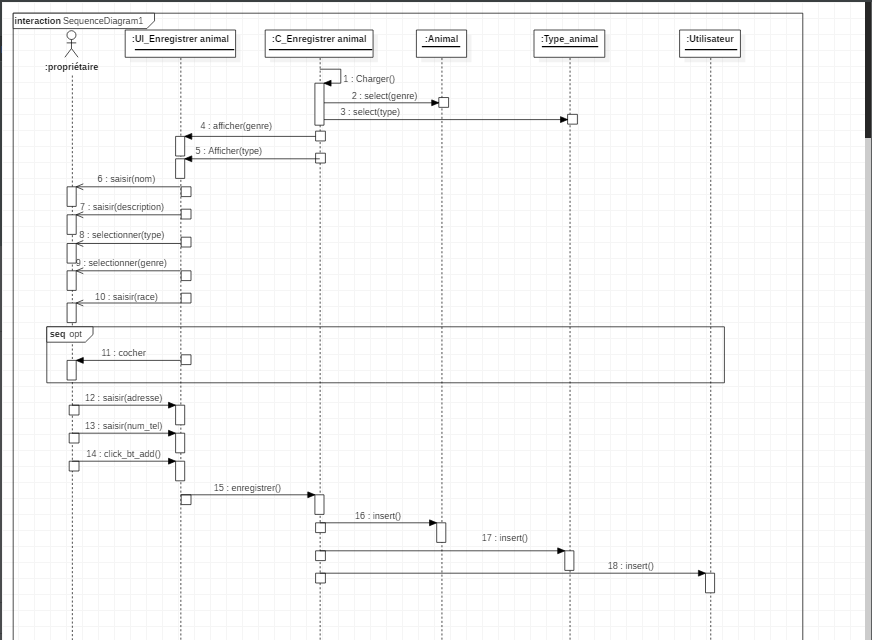 interaction SequenceDiagram1
:propriétaire
:UI_Enregistrer animal
:C_Enregistrer animal
:Animal
:Type_animal
:Utilisateur
1 : Charger()
2 : select(genre)
3 : select(type)
4 : afficher(genre)
5 : Afficher(type)
6 : saisir(nom)
7 : saisir(description)
8 : selectionner(type)
9 : selectionner(genre)
10 : saisir(race)
seq opt
11 : cocher
12 : saisir(adresse)
13 : saisir(num_tel)
14 : click_bt_add()
15 : enregistrer()
16 : insert()
17 : insert()
18 : insert()